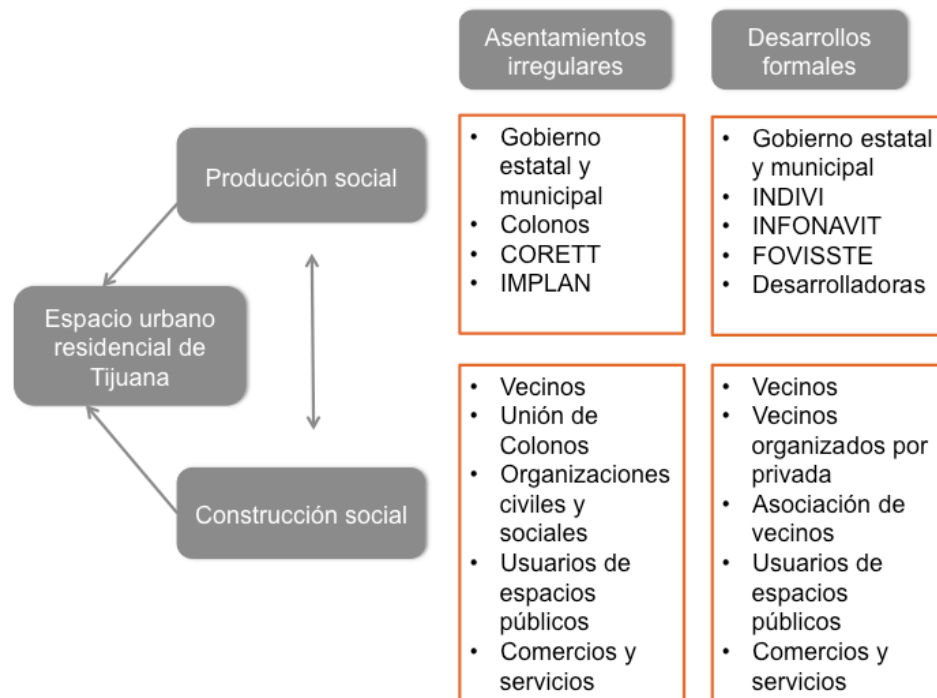 Asentamientos
irregulares
Desarrollos
formales
Producción social
• Gobierno
estatal y
municipal
• Colonos
• CORETT
• IMPLAN
• Gobierno estatal
y municipal
• INDIVI
• INFONAVIT
• FOVISSTE
• Desarrolladoras
Espacio urbano
residencial de
Tijuana
Construcción social
• Vecinos
• Unión de
Colonos
• Organizaciones
civiles y
sociales
• Usuarios de
espacios
públicos
• Comercios y
servicios
• Vecinos
• Vecinos
organizados por
privada
• Asociación de
vecinos
• Usuarios de
espacios
públicos
• Comercios y
servicios